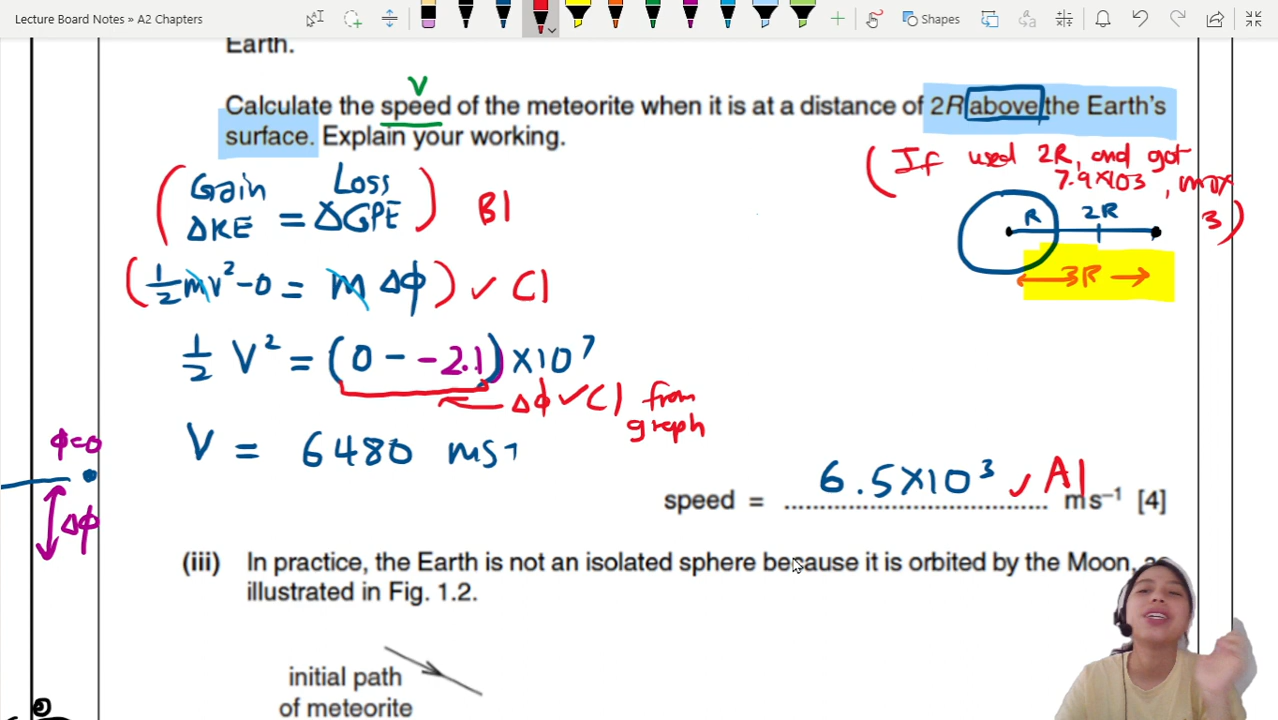 Lecture Board Notes » A2 Chapters
Shapes
Earth.
V
Calculate the speed of the meteorite when it is at a distance of 2R above the Earth's
surface. Explain your working.
(If used 2R, and got
7.9×103, max
3)
(Gain Loss
ΔKE = ΔGPE) B1
R 2R
3R
(½mv² - 0 = m Δϕ) ✓ C1
½ V² = (0 - -2.1) ×10⁷
Δϕ ✓ C1 from
graph
V = 6480 ms
ϕ=0
Δϕ
6.5×10³ ✓ A1
speed = ........................................ m s⁻¹ [4]
(iii) In practice, the Earth is not an isolated sphere because it is orbited by the Moon,
illustrated in Fig. 1.2.
initial path
of meteorite